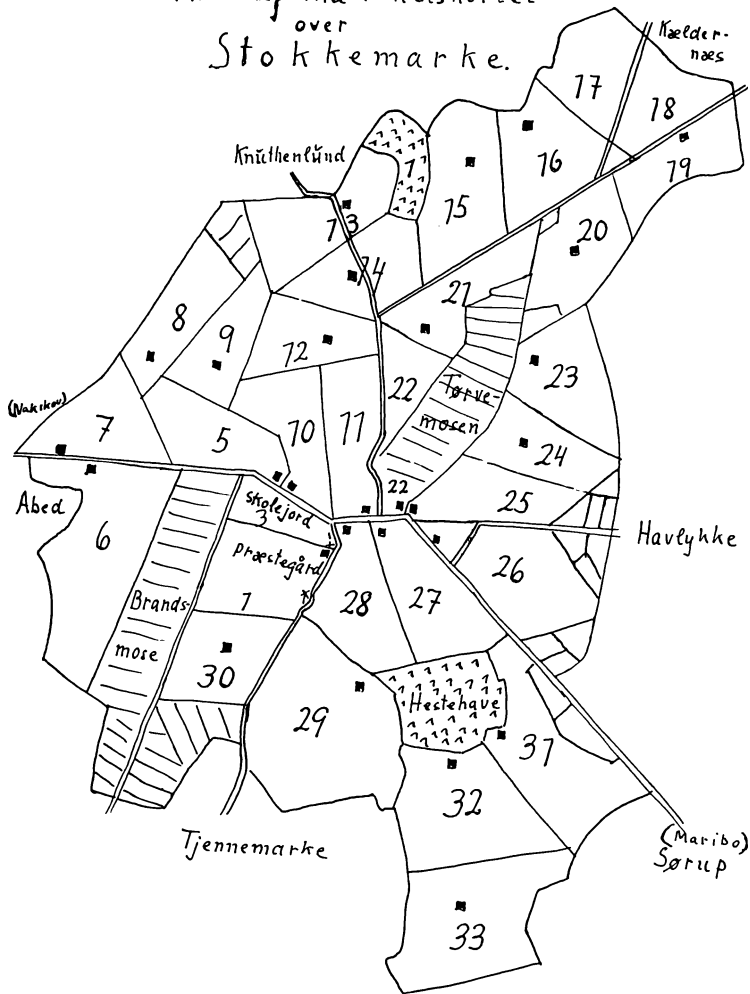 over
Stokkemarke.
Kælder-
næs
17
18
16
19
Knuthenlund
1
15
13
20
14
21
8
9
12
23
22
Tørve-
mosen
(Nakskov)
7
5
10
11
24
22
25
Skolejord
3
Abed
6
Havlykke
præstegård
26
Brands-
mose
1
28
27
30
Hestehave
29
31
32
(Maribo)
Sørup
Tjennemarke
33